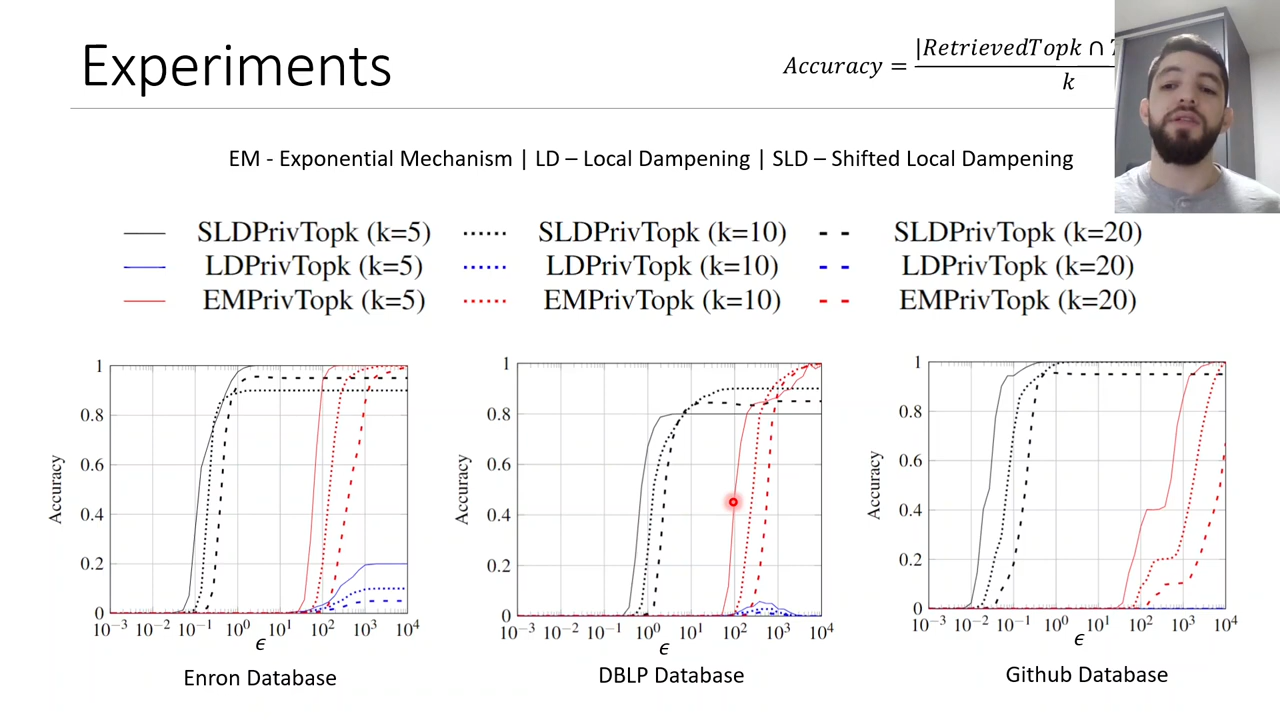 Experiments
Accuracy = |RetrievedTopk ∩
k
EM - Exponential Mechanism | LD – Local Dampening | SLD – Shifted Local Dampening
SLDPrivTopk (k=5) SLDPrivTopk (k=10) SLDPrivTopk (k=20)
LDPrivTopk (k=5) LDPrivTopk (k=10) LDPrivTopk (k=20)
EMPrivTopk (k=5) EMPrivTopk (k=10) EMPrivTopk (k=20)
Accuracy
1
0.8
0.6
0.4
0.2
0
10⁻³ 10⁻² 10⁻¹ 10⁰ 10¹ 10² 10³ 10⁴
ϵ
Enron Database
Accuracy
1
0.8
0.6
0.4
0.2
0
10⁻³ 10⁻² 10⁻¹ 10⁰ 10¹ 10² 10³ 10⁴
ϵ
DBLP Database
Accuracy
1
0.8
0.6
0.4
0.2
0
10⁻³ 10⁻² 10⁻¹ 10⁰ 10¹ 10² 10³ 10⁴
ϵ
Github Database